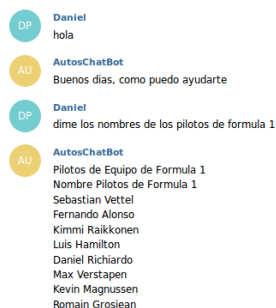 DP
Daniel
hola
AU
AutosChatBot
Buenos dias, como puedo ayudarte
DP
Daniel
dime los nombres de los pilotos de formula 1
AU
AutosChatBot
Pilotos de Equipo de Formula 1
Nombre Pilotos de Formula 1
Sebastian Vettel
Fernando Alonso
Kimmi Raikkonen
Luis Hamilton
Daniel Richiardo
Max Verstapen
Kevin Magnussen
Romain Grosjean